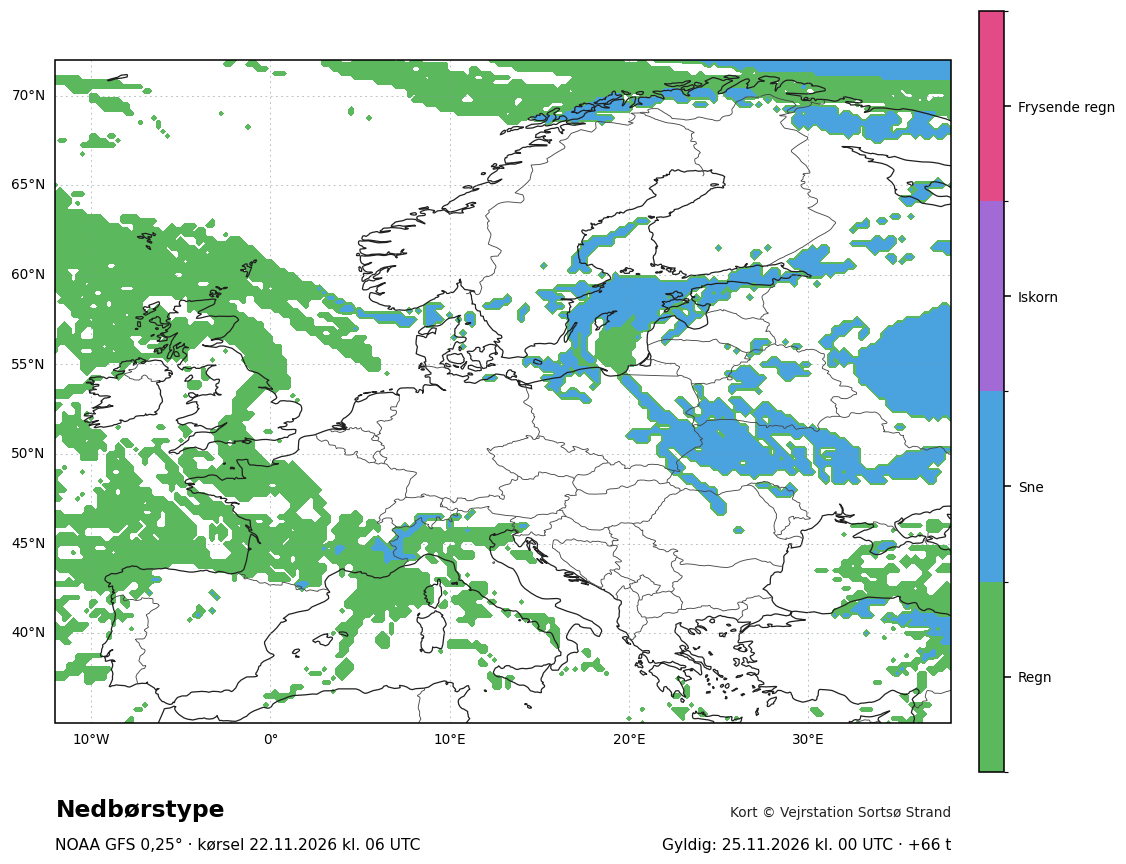 70°N
65°N
60°N
55°N
50°N
45°N
40°N
10°W
0°
10°E
20°E
30°E
Frysende regn
Iskorn
Sne
Regn
Nedbørstype
Kort © Vejrstation Sortsø Strand
NOAA GFS 0,25° · kørsel 22.11.2026 kl. 06 UTC
Gyldig: 25.11.2026 kl. 00 UTC · +66 t